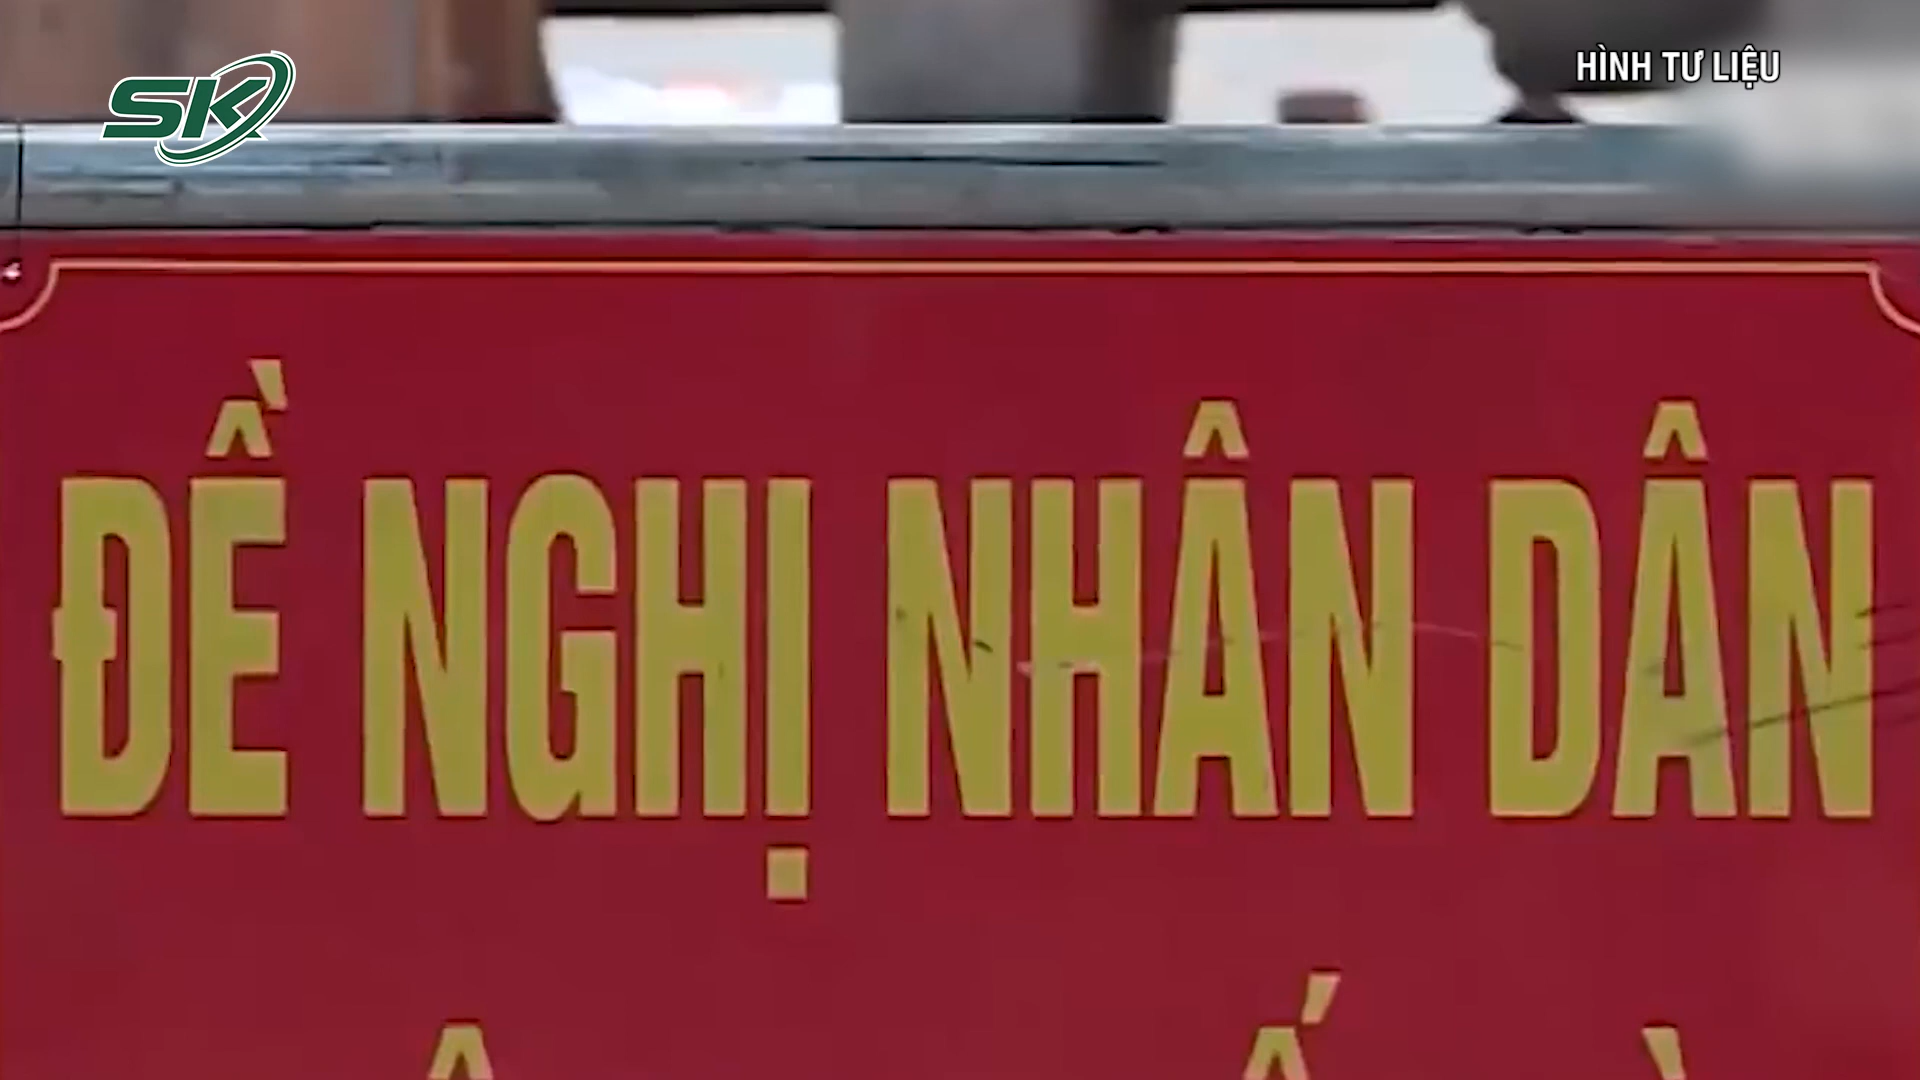 SK
HÌNH TƯ LIỆU
ĐỀ NGHỊ NHÂN DÂN